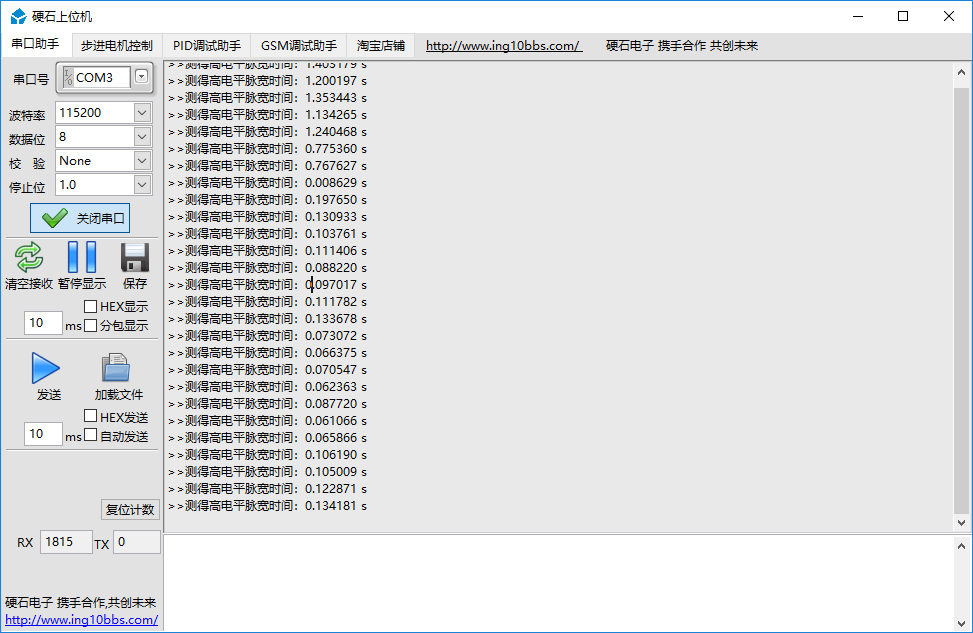 硬石上位机
串口助手 步进电机控制 PID调试助手 GSM调试助手 淘宝店铺 http://www.ing10bbs.com/ 硬石电子 携手合作 共创未来
串口号 I/O COM3
波特率 115200
数据位 8
校 验 None
停止位 1.0
关闭串口
清空接收 暂停显示 保存
HEX显示
10 ms 分包显示
发送 加载文件
HEX发送
10 ms 自动发送
复位计数
RX 1815 TX 0
硬石电子 携手合作,共创未来
http://www.ing10bbs.com/
>>测得高电平脉宽时间：1.403179 s
>>测得高电平脉宽时间：1.200197 s
>>测得高电平脉宽时间：1.353443 s
>>测得高电平脉宽时间：1.134265 s
>>测得高电平脉宽时间：1.240468 s
>>测得高电平脉宽时间：0.775360 s
>>测得高电平脉宽时间：0.767627 s
>>测得高电平脉宽时间：0.008629 s
>>测得高电平脉宽时间：0.197650 s
>>测得高电平脉宽时间：0.130933 s
>>测得高电平脉宽时间：0.103761 s
>>测得高电平脉宽时间：0.111406 s
>>测得高电平脉宽时间：0.088220 s
>>测得高电平脉宽时间：0.097017 s
>>测得高电平脉宽时间：0.111782 s
>>测得高电平脉宽时间：0.133678 s
>>测得高电平脉宽时间：0.073072 s
>>测得高电平脉宽时间：0.066375 s
>>测得高电平脉宽时间：0.070547 s
>>测得高电平脉宽时间：0.062363 s
>>测得高电平脉宽时间：0.087720 s
>>测得高电平脉宽时间：0.061066 s
>>测得高电平脉宽时间：0.065866 s
>>测得高电平脉宽时间：0.106190 s
>>测得高电平脉宽时间：0.105009 s
>>测得高电平脉宽时间：0.122871 s
>>测得高电平脉宽时间：0.134181 s